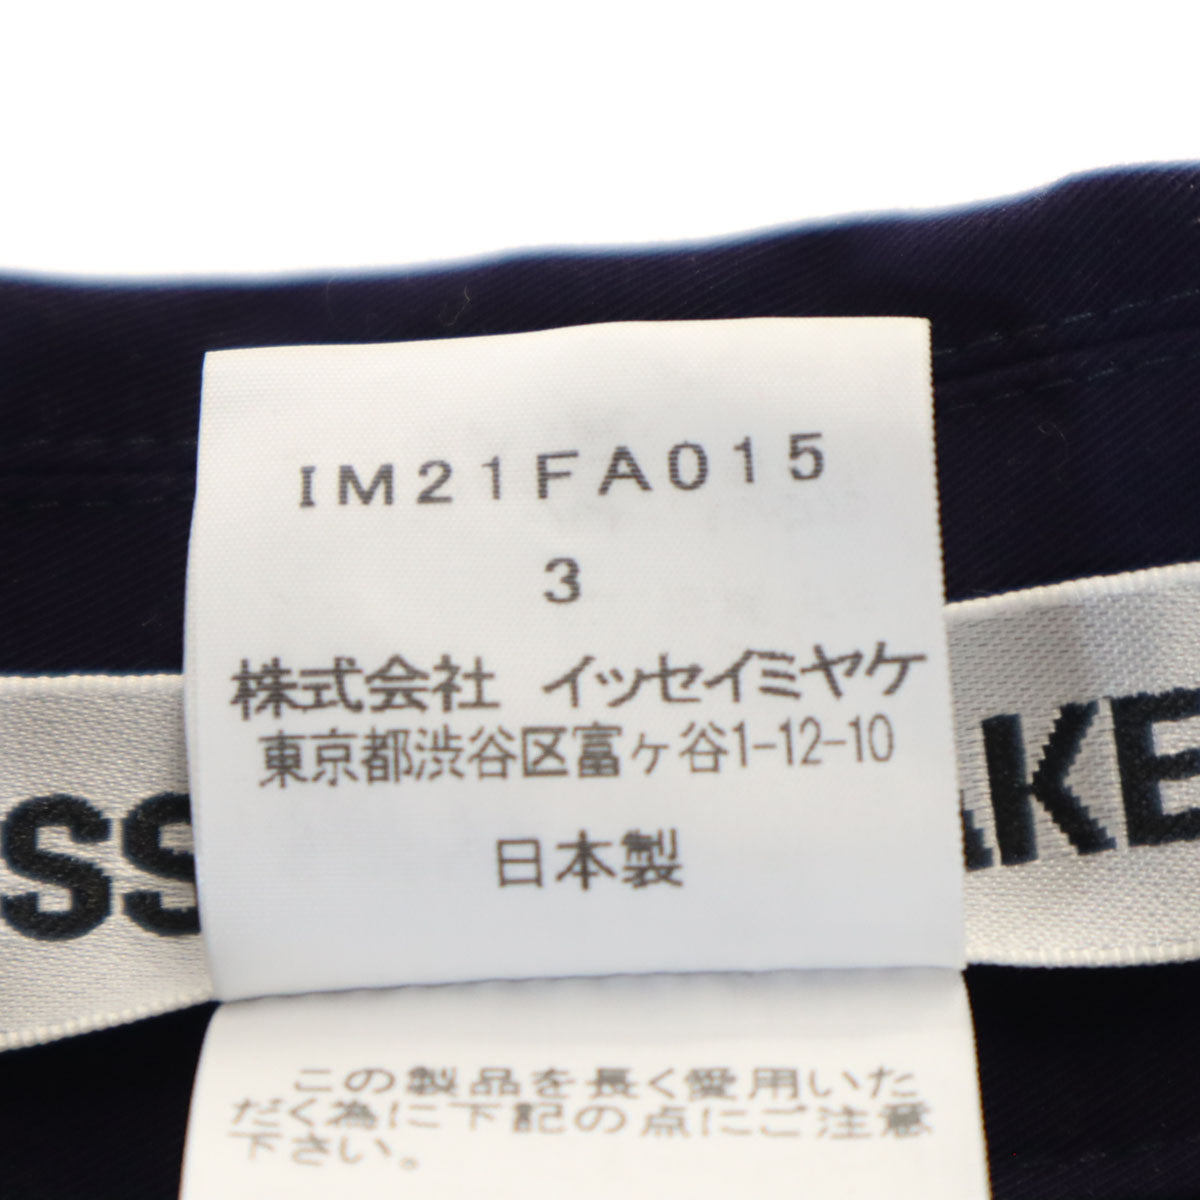 IM21FA015
3
株式会社 イッセイミヤケ
東京都渋谷区富ヶ谷1-12-10
日本製
この製品を長く愛用いた
だく為に下記の点にご注意
下さい。